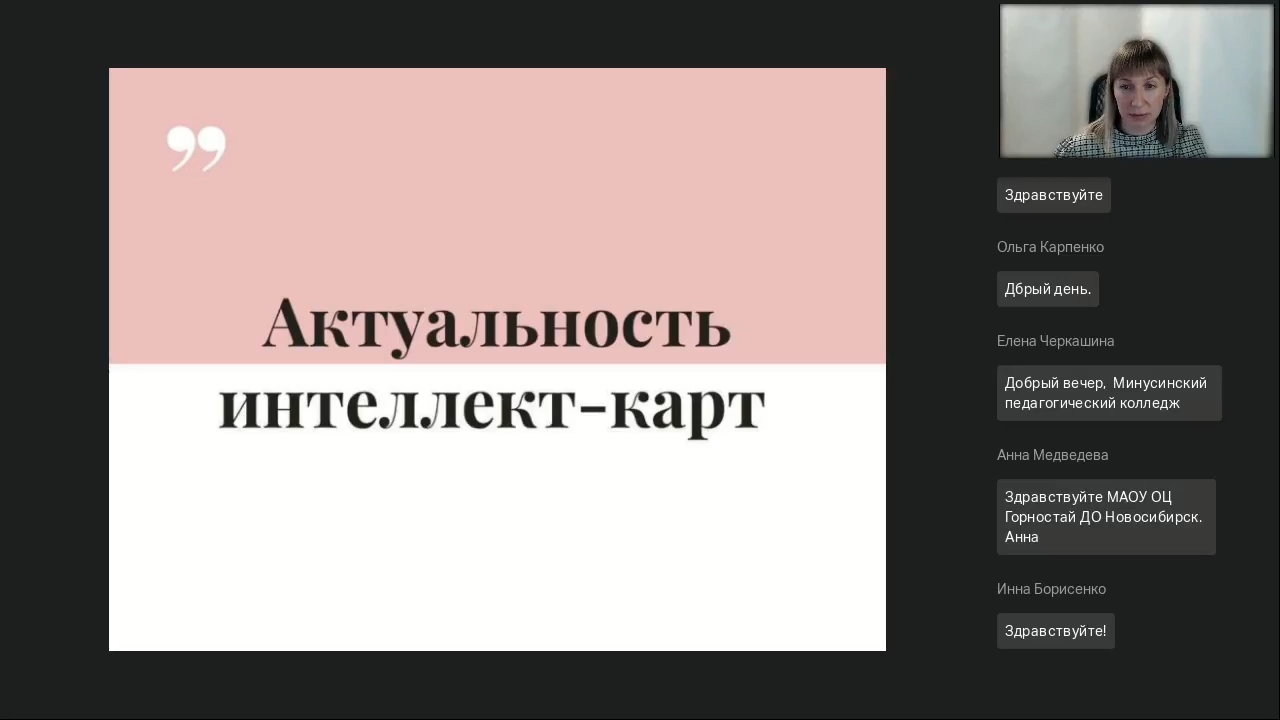 ”
Актуальность
интеллект-карт
Здравствуйте
Ольга Карпенко
Дбрый день.
Елена Черкашина
Добрый вечер, Минусинский
педагогический колледж
Анна Медведева
Здравствуйте МАОУ ОЦ
Горностай ДО Новосибирск.
Анна
Инна Борисенко
Здравствуйте!